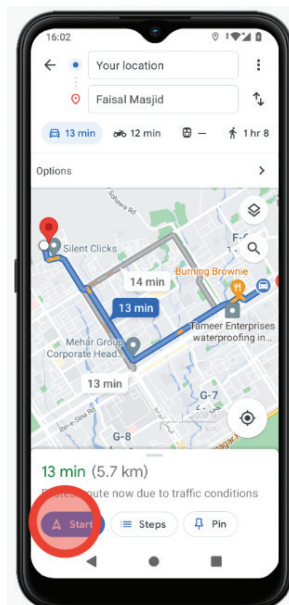 16:02
Your location
Faisal Masjid
13 min
12 min
—
1 hr 8
Options
Silent Clicks
Burning Brownie
14 min
13 min
Tameer Enterprises
waterproofing in...
Mehar Group
Corporate Head...
13 min
G-7
G-8
13 min (5.7 km)
route now due to traffic conditions
Start
Steps
Pin